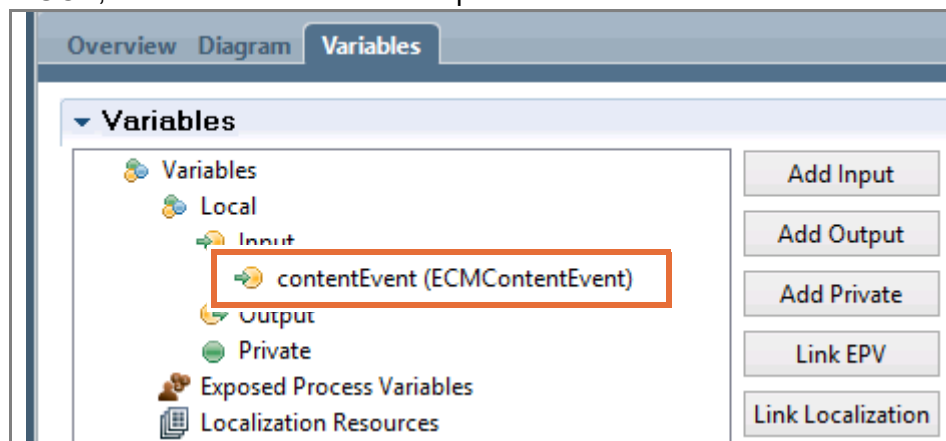 Overview Diagram Variables
Variables
Variables
Local
Input
contentEvent (ECMContentEvent)
Output
Private
Exposed Process Variables
Localization Resources
Add Input
Add Output
Add Private
Link EPV
Link Localization